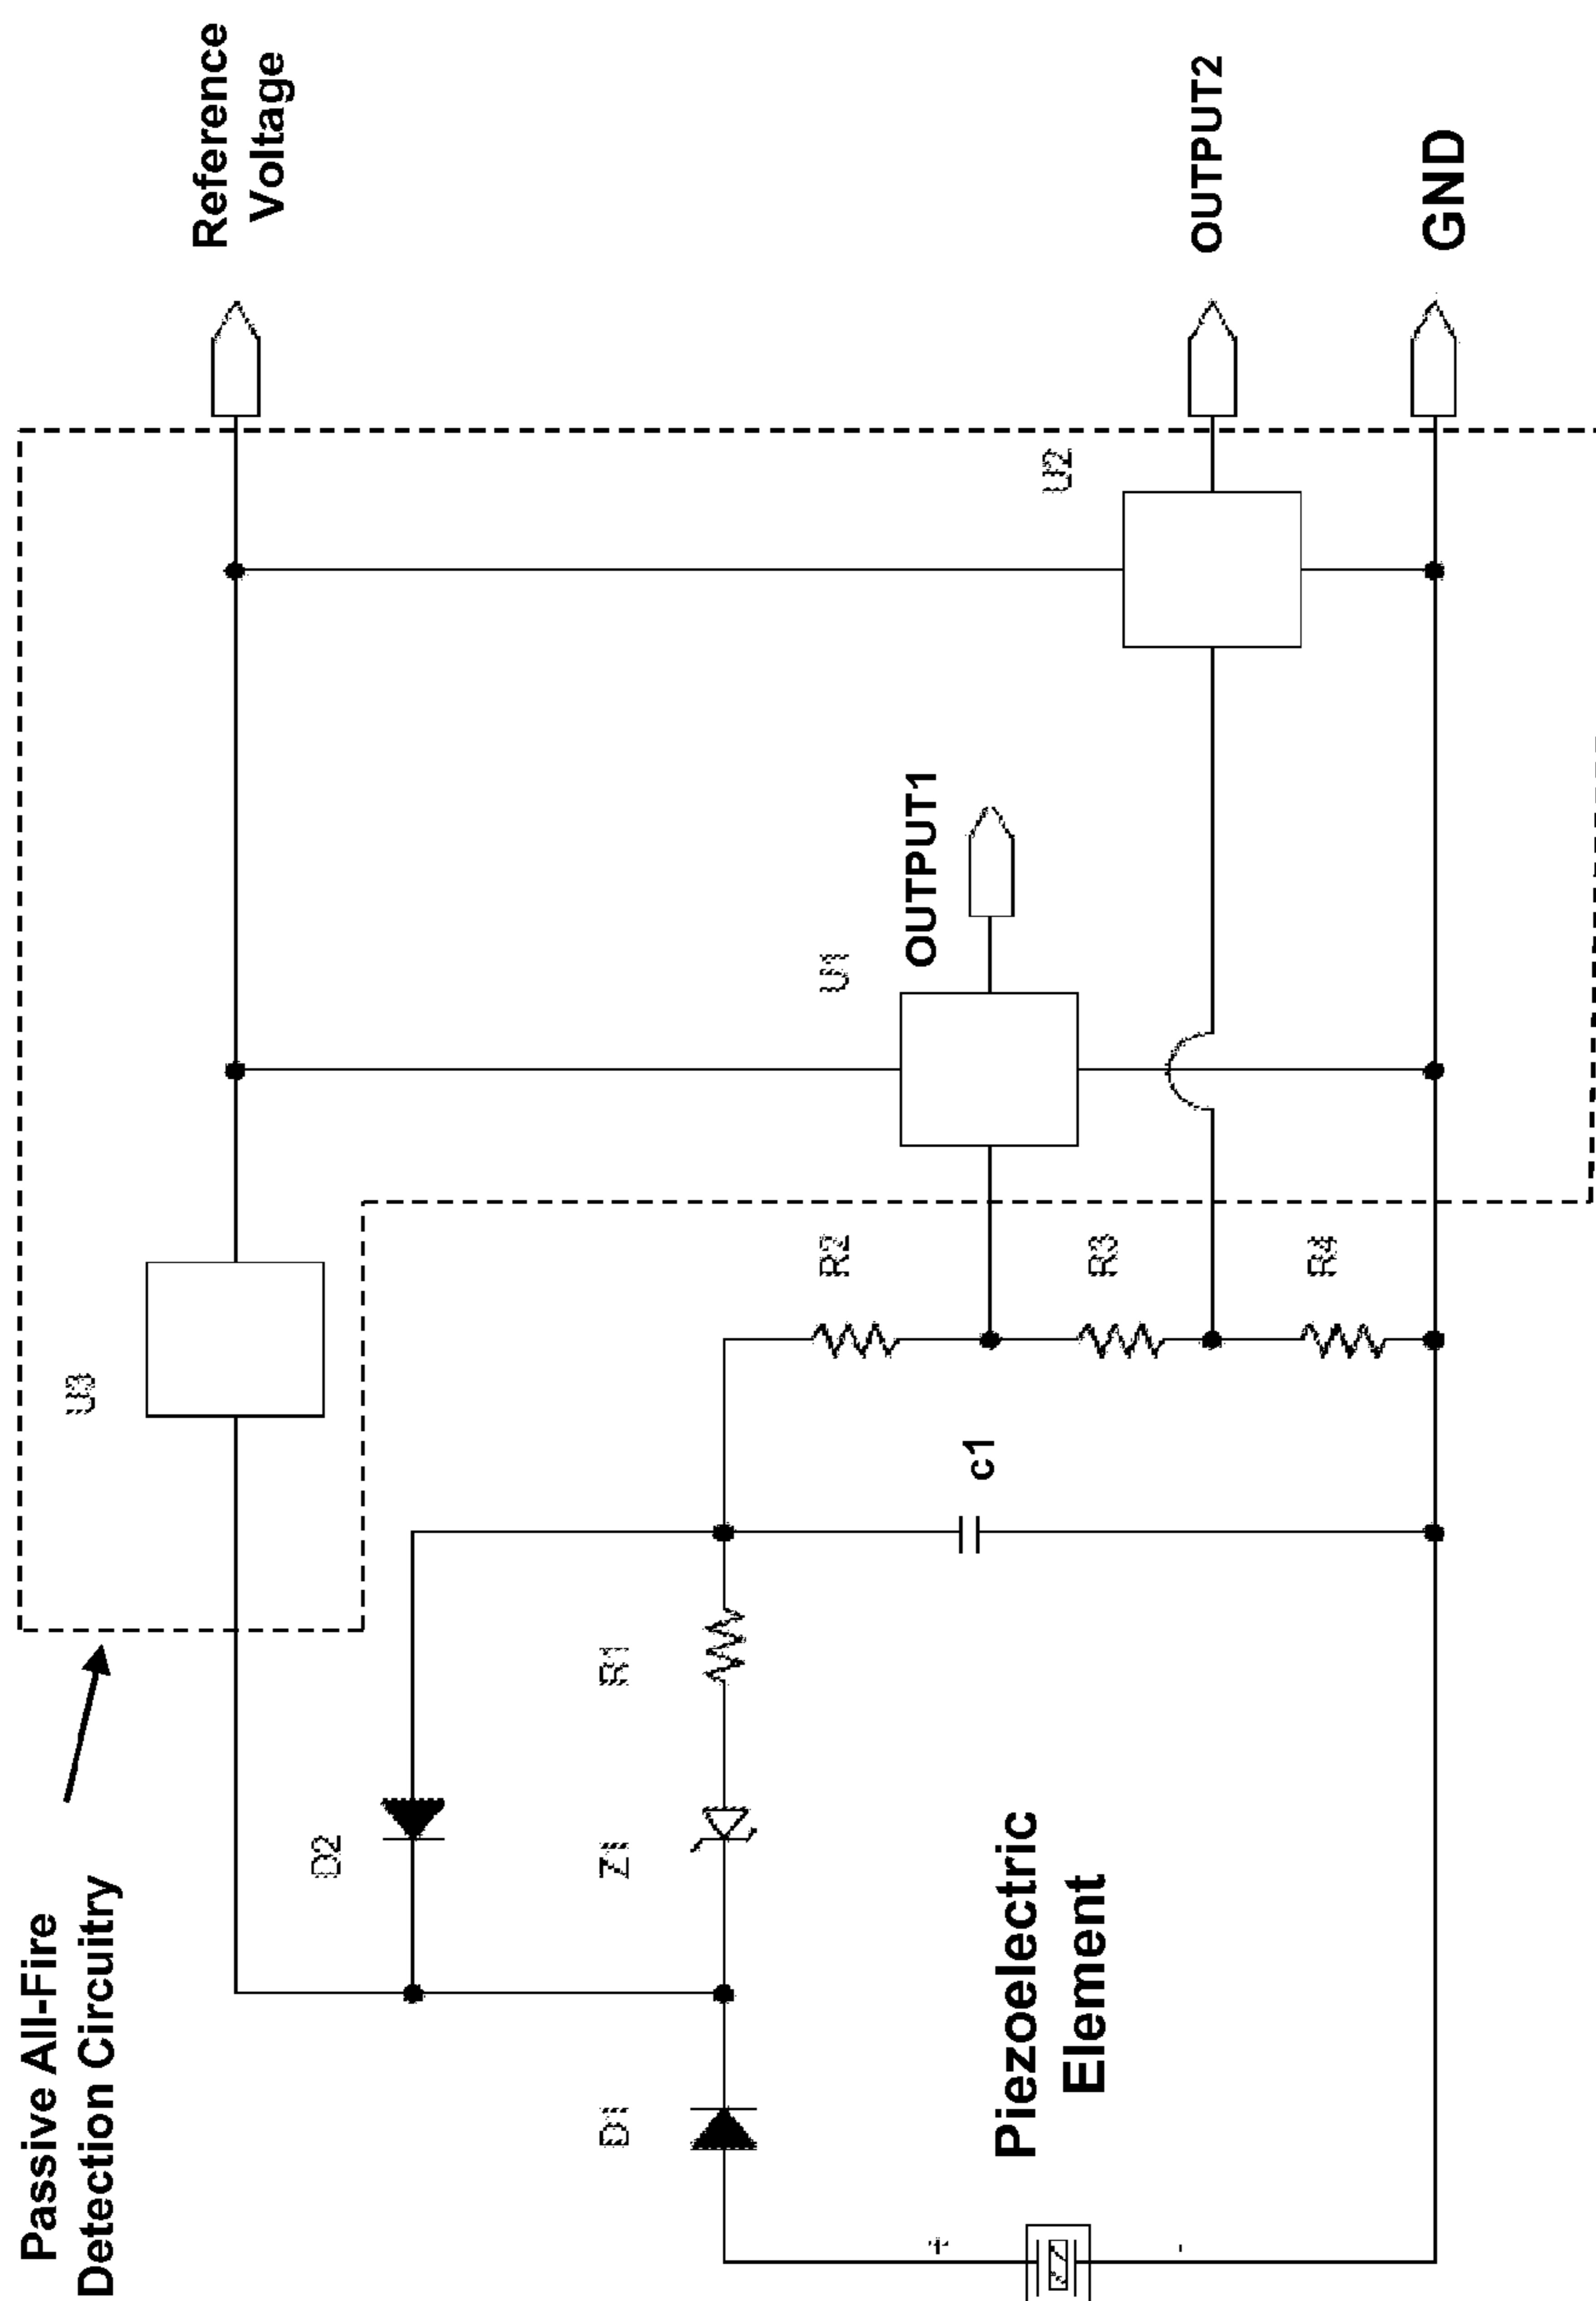 Passive All-Fire
Detection Circuitry
U3
Reference
Voltage
D2
D1
Z1
R1
R2
U1
OUTPUT1
U2
c1
R3
OUTPUT2
R4
GND
Piezoelectric
Element
+
-